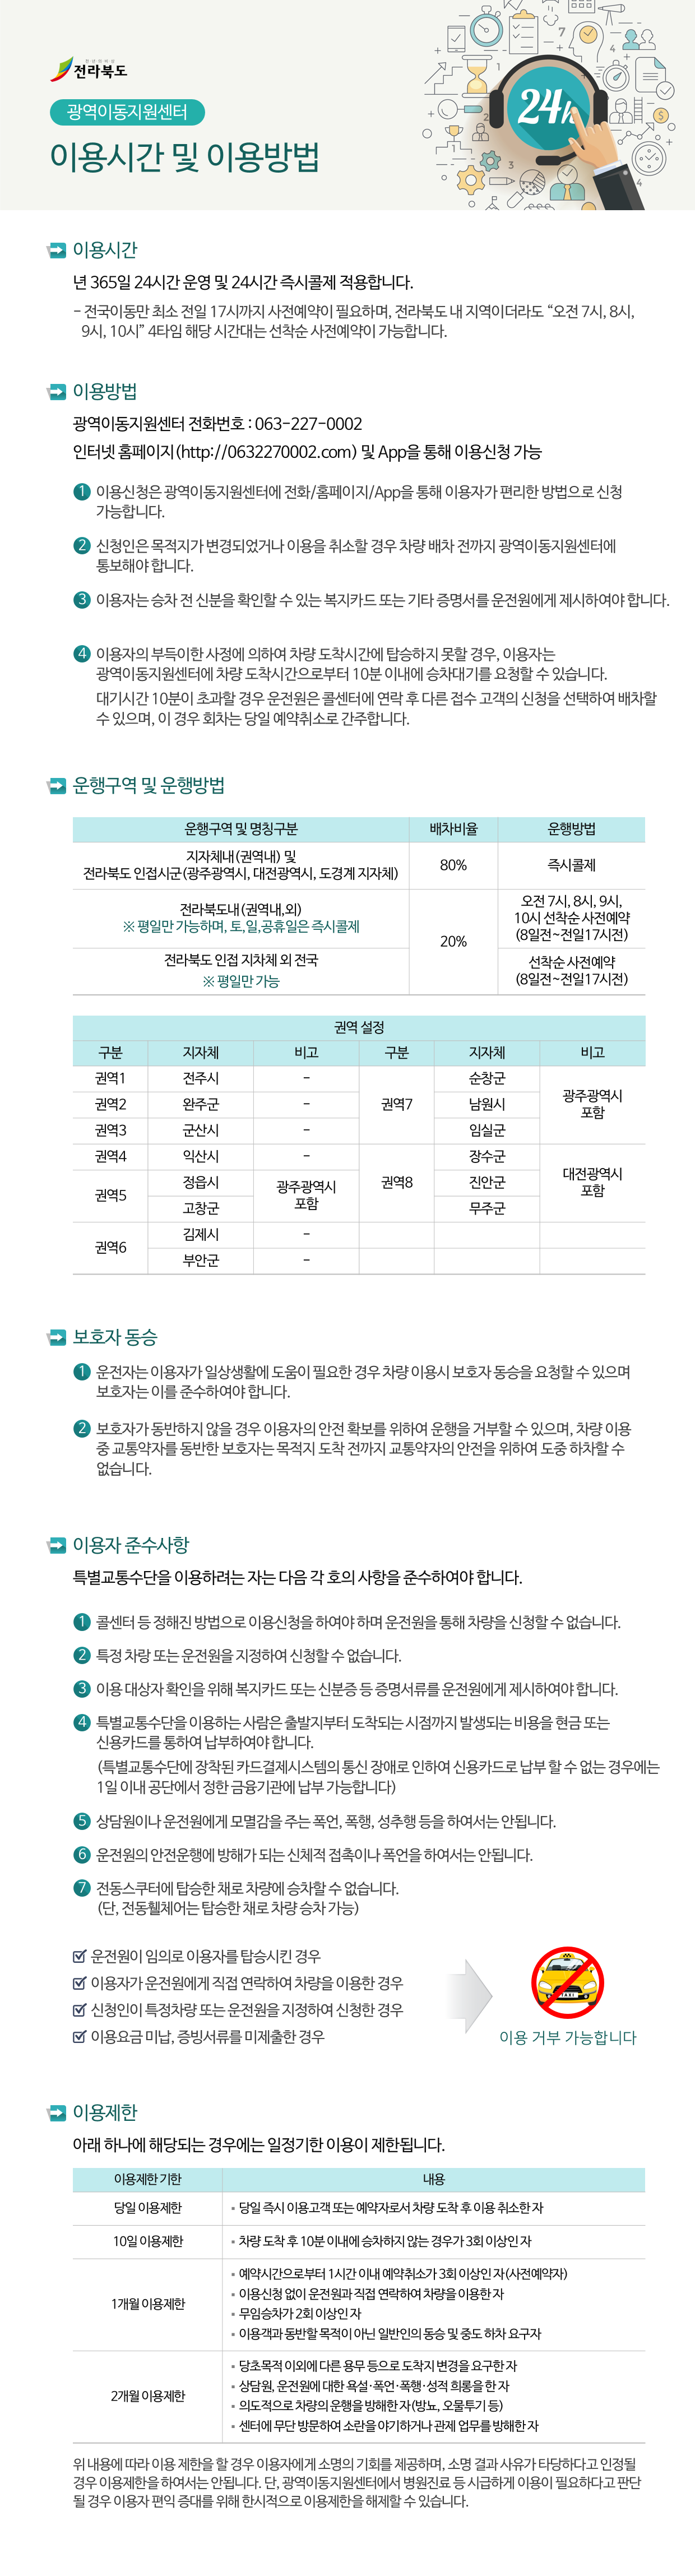 천년의비상
전라북도
광역이동지원센터
이용시간 및 이용방법
24h
이용시간
년 365일 24시간 운영 및 24시간 즉시콜제 적용합니다.
- 전국이동만 최소 전일 17시까지 사전예약이 필요하며, 전라북도 내 지역이더라도 “오전 7시, 8시,
9시, 10시” 4타임 해당 시간대는 선착순 사전예약이 가능합니다.
이용방법
광역이동지원센터 전화번호 : 063-227-0002
인터넷 홈페이지(http://0632270002.com) 및 App을 통해 이용신청 가능
1 이용신청은 광역이동지원센터에 전화/홈페이지/App을 통해 이용자가 편리한 방법으로 신청
가능합니다.
2 신청인은 목적지가 변경되었거나 이용을 취소할 경우 차량 배차 전까지 광역이동지원센터에
통보해야 합니다.
3 이용자는 승차 전 신분을 확인할 수 있는 복지카드 또는 기타 증명서를 운전원에게 제시하여야 합니다.
4 이용자의 부득이한 사정에 의하여 차량 도착시간에 탑승하지 못할 경우, 이용자는
광역이동지원센터에 차량 도착시간으로부터 10분 이내에 승차대기를 요청할 수 있습니다.
대기시간 10분이 초과할 경우 운전원은 콜센터에 연락 후 다른 접수 고객의 신청을 선택하여 배차할
수 있으며, 이 경우 회차는 당일 예약취소로 간주합니다.
운행구역 및 운행방법
운행구역 및 명칭구분 배차비율 운행방법
지자체내(권역내) 및
전라북도 인접시군(광주광역시, 대전광역시, 도경계 지자체) 80% 즉시콜제
전라북도내(권역내,외)
※ 평일만 가능하며, 토,일,공휴일은 즉시콜제
20%
오전 7시, 8시, 9시,
10시 선착순 사전예약
(8일전~전일17시전)
전라북도 인접 지차체 외 전국
※ 평일만 가능
선착순 사전예약
(8일전~전일17시전)
권역 설정
구분 지자체 비고 구분 지자체 비고
권역1 전주시 - 권역7 순창군 광주광역시
포함
권역2 완주군 - 남원시
권역3 군산시 - 임실군
권역4 익산시 - 권역8 장수군 대전광역시
포함
권역5 정읍시 광주광역시
포함 진안군
고창군 무주군
권역6 김제시 -
부안군 -
보호자 동승
1 운전자는 이용자가 일상생활에 도움이 필요한 경우 차량 이용시 보호자 동승을 요청할 수 있으며
보호자는 이를 준수하여야 합니다.
2 보호자가 동반하지 않을 경우 이용자의 안전 확보를 위하여 운행을 거부할 수 있으며, 차량 이용
중 교통약자를 동반한 보호자는 목적지 도착 전까지 교통약자의 안전을 위하여 도중 하차할 수
없습니다.
이용자 준수사항
특별교통수단을 이용하려는 자는 다음 각 호의 사항을 준수하여야 합니다.
1 콜센터 등 정해진 방법으로 이용신청을 하여야 하며 운전원을 통해 차량을 신청할 수 없습니다.
2 특정 차랑 또는 운전원을 지정하여 신청할 수 없습니다.
3 이용 대상자 확인을 위해 복지카드 또는 신분증 등 증명서류를 운전원에게 제시하여야 합니다.
4 특별교통수단을 이용하는 사람은 출발지부터 도착되는 시점까지 발생되는 비용을 현금 또는
신용카드를 통하여 납부하여야 합니다.
(특별교통수단에 장착된 카드결제시스템의 통신 장애로 인하여 신용카드로 납부 할 수 없는 경우에는
1일 이내 공단에서 정한 금융기관에 납부 가능합니다)
5 상담원이나 운전원에게 모멸감을 주는 폭언, 폭행, 성추행 등을 하여서는 안됩니다.
6 운전원의 안전운행에 방해가 되는 신체적 접촉이나 폭언을 하여서는 안됩니다.
7 전동스쿠터에 탑승한 채로 차량에 승차할 수 없습니다.
(단, 전동휄체어는 탑승한 채로 차량 승차 가능)
운전원이 임의로 이용자를 탑승시킨 경우
이용자가 운전원에게 직접 연락하여 차량을 이용한 경우
신청인이 특정차량 또는 운전원을 지정하여 신청한 경우
이용요금 미납, 증빙서류를 미제출한 경우
TAXI
이용 거부 가능합니다
이용제한
아래 하나에 해당되는 경우에는 일정기한 이용이 제한됩니다.
이용제한 기한 내용
당일 이용제한 ▪ 당일 즉시 이용고객 또는 예약자로서 차량 도착 후 이용 취소한 자
10일 이용제한 ▪ 차량 도착 후 10분 이내에 승차하지 않는 경우가 3회 이상인 자
1개월 이용제한
▪ 예약시간으로부터 1시간 이내 예약취소가 3회 이상인 자(사전예약자)
▪ 이용신청 없이 운전원과 직접 연락하여 차량을 이용한 자
▪ 무임승차가 2회 이상인 자
▪ 이용객과 동반할 목적이 아닌 일반인의 동승 및 중도 하차 요구자
2개월 이용제한
▪ 당초목적 이외에 다른 용무 등으로 도착지 변경을 요구한 자
▪ 상담원, 운전원에 대한 욕설·폭언·폭행·성적 희롱을 한 자
▪ 의도적으로 차량의 운행을 방해한 자(방뇨, 오물투기 등)
▪ 센터에 무단 방문하여 소란을 야기하거나 관제 업무를 방해한 자
위 내용에 따라 이용 제한을 할 경우 이용자에게 소명의 기회를 제공하며, 소명 결과 사유가 타당하다고 인정될
경우 이용제한을 하여서는 안됩니다. 단, 광역이동지원센터에서 병원진료 등 시급하게 이용이 필요하다고 판단
될 경우 이용자 편익 증대를 위해 한시적으로 이용제한을 해제할 수 있습니다.